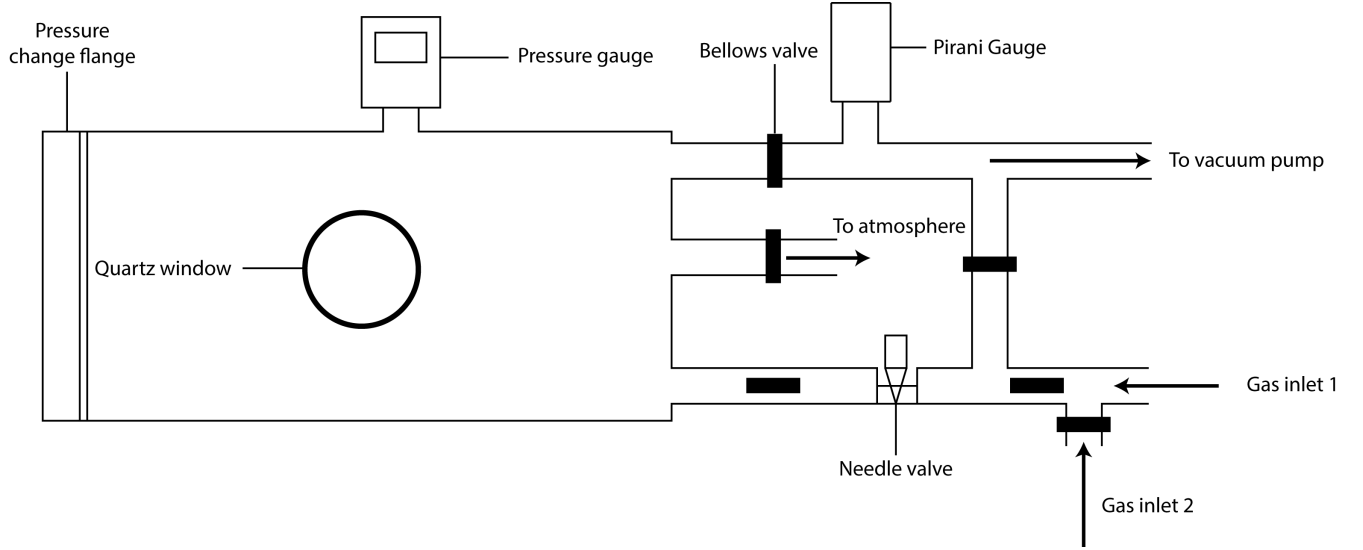 Pressure
change flange
Pressure gauge
Bellows valve
Pirani Gauge
To vacuum pump
To atmosphere
Quartz window
Gas inlet 1
Needle valve
Gas inlet 2